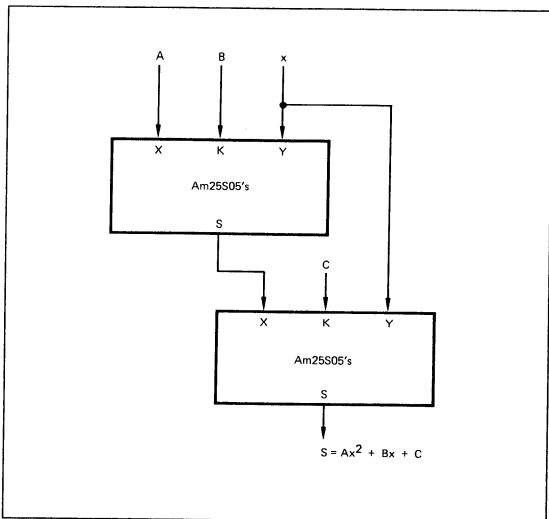 A B x
X K Y
Am25S05's
S
C
X K Y
Am25S05's
S
S = Ax² + Bx + C